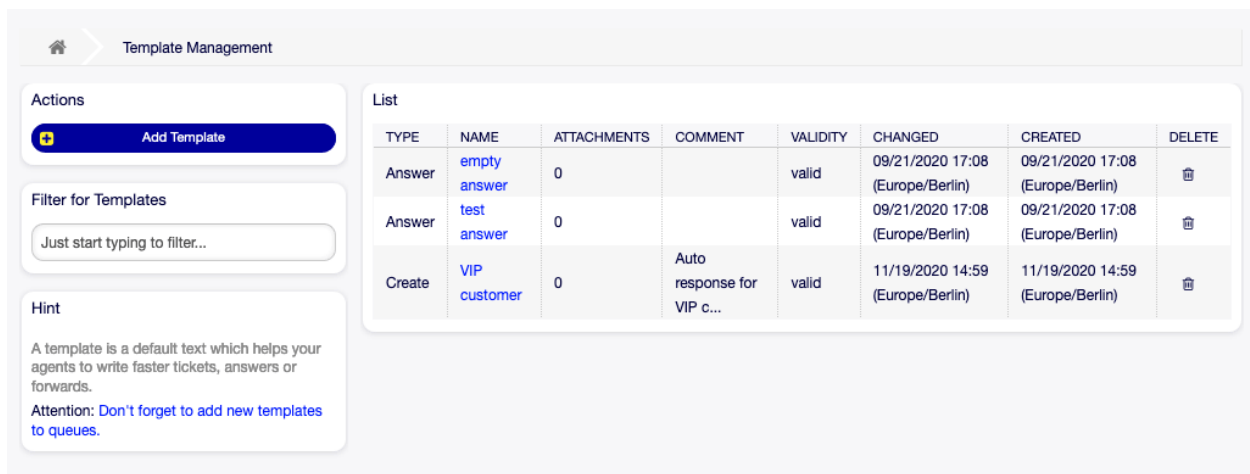 Template Management
Actions
Add Template
Filter for Templates
Just start typing to filter...
Hint
A template is a default text which helps your
agents to write faster tickets, answers or
forwards.
Attention: Don't forget to add new templates
to queues.
List
TYPE NAME ATTACHMENTS COMMENT VALIDITY CHANGED CREATED DELETE
Answer empty answer 0 valid 09/21/2020 17:08 (Europe/Berlin) 09/21/2020 17:08 (Europe/Berlin)
Answer test answer 0 valid 09/21/2020 17:08 (Europe/Berlin) 09/21/2020 17:08 (Europe/Berlin)
Create VIP customer 0 Auto response for VIP c... valid 11/19/2020 14:59 (Europe/Berlin) 11/19/2020 14:59 (Europe/Berlin)